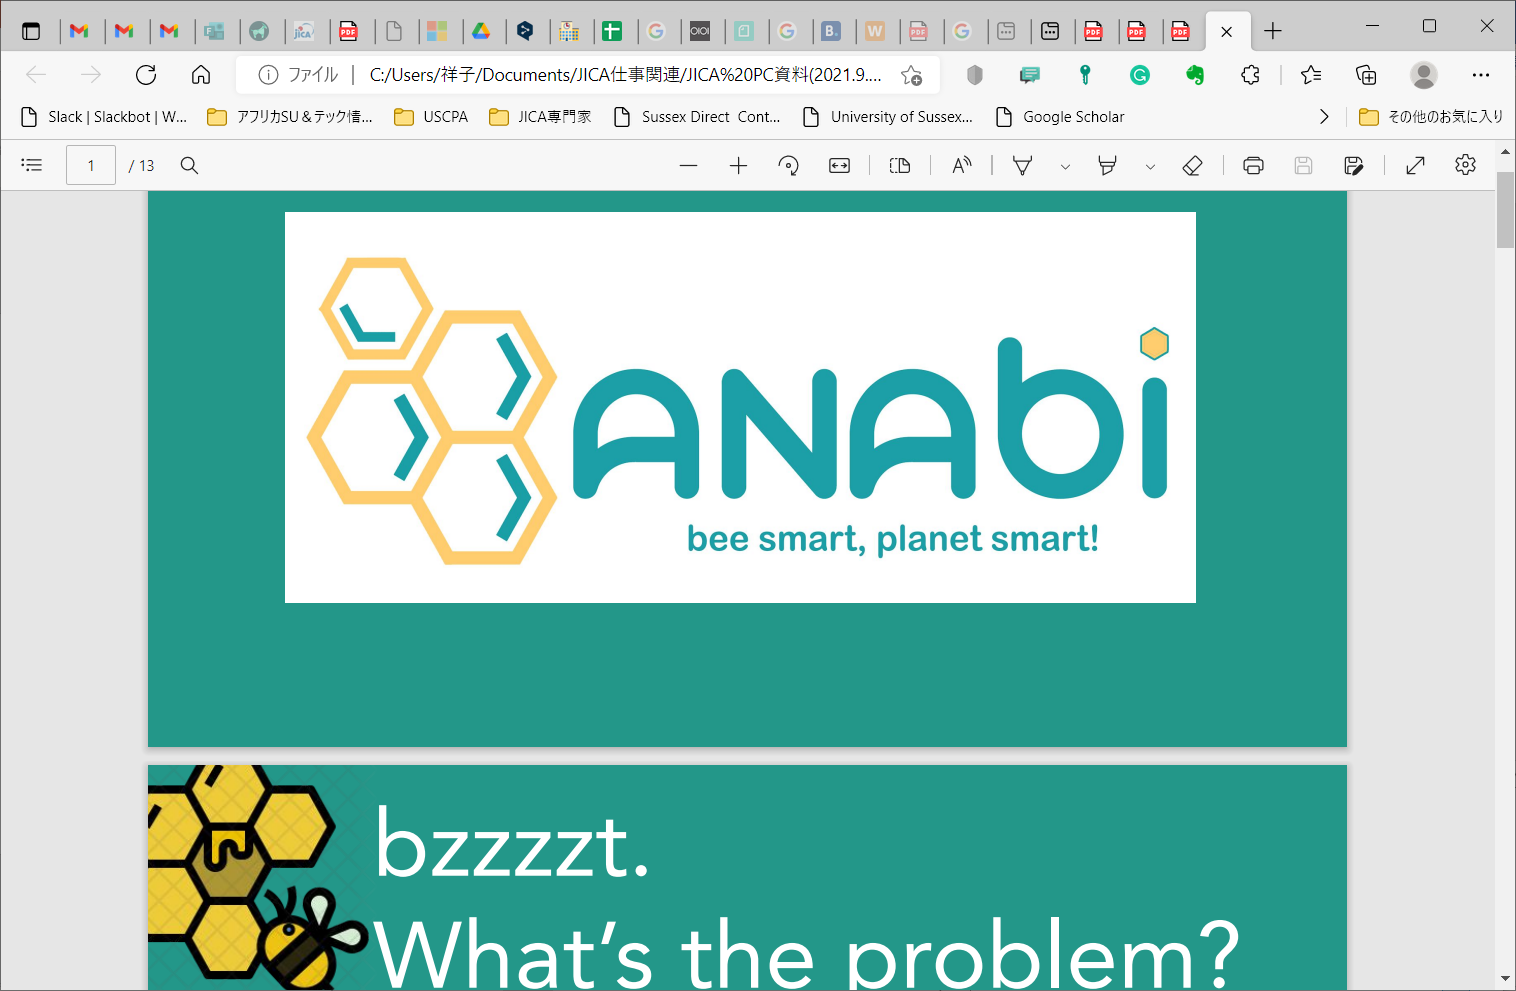 ファイル
C:/Users/祥子/Documents/JICA仕事関連/JICA%20PC資料(2021.9....
Slack | Slackbot | W...
アフリカSU＆テック情...
USCPA
JICA専門家
Sussex Direct Cont...
University of Sussex...
Google Scholar
その他のお気に入り
1 / 13
ANAbi
bee smart, planet smart!
bzzzzt.
What's the problem?